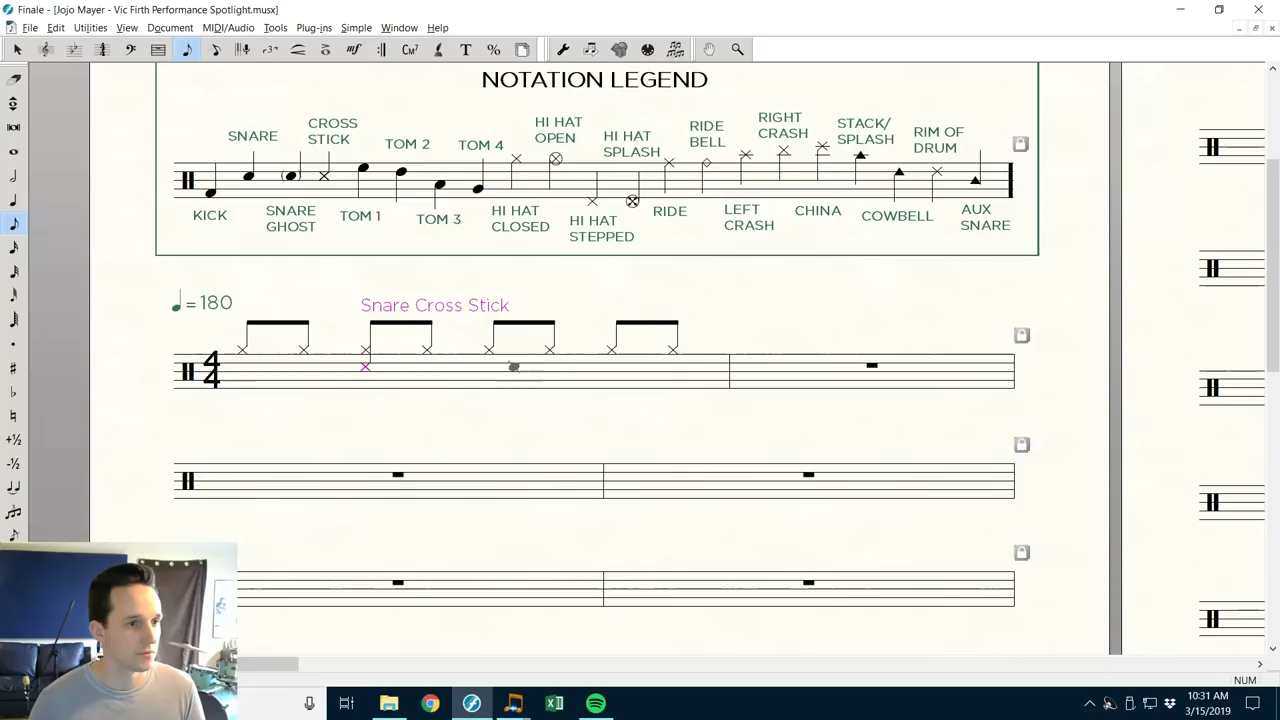 Finale - [Jojo Mayer - Vic Firth Performance Spotlight.musx]
File Edit Utilities View Document Tools MIDI/Audio Plug-ins Simple Window Help
NOTATION LEGEND
SNARE
CROSS
STICK
TOM 2
TOM 4
HI HAT
OPEN
HI HAT
SPLASH
RIDE
BELL
RIGHT
CRASH
STACK/
SPLASH
RIM OF
DRUM
KICK
SNARE
GHOST
TOM 1
TOM 3
HI HAT
CLOSED
HI HAT
STEPPED
RIDE
LEFT
CRASH
CHINA
COWBELL
AUX
SNARE
= 180
Snare Cross Stick
4
4
NUM
10:31 AM
3/15/2019